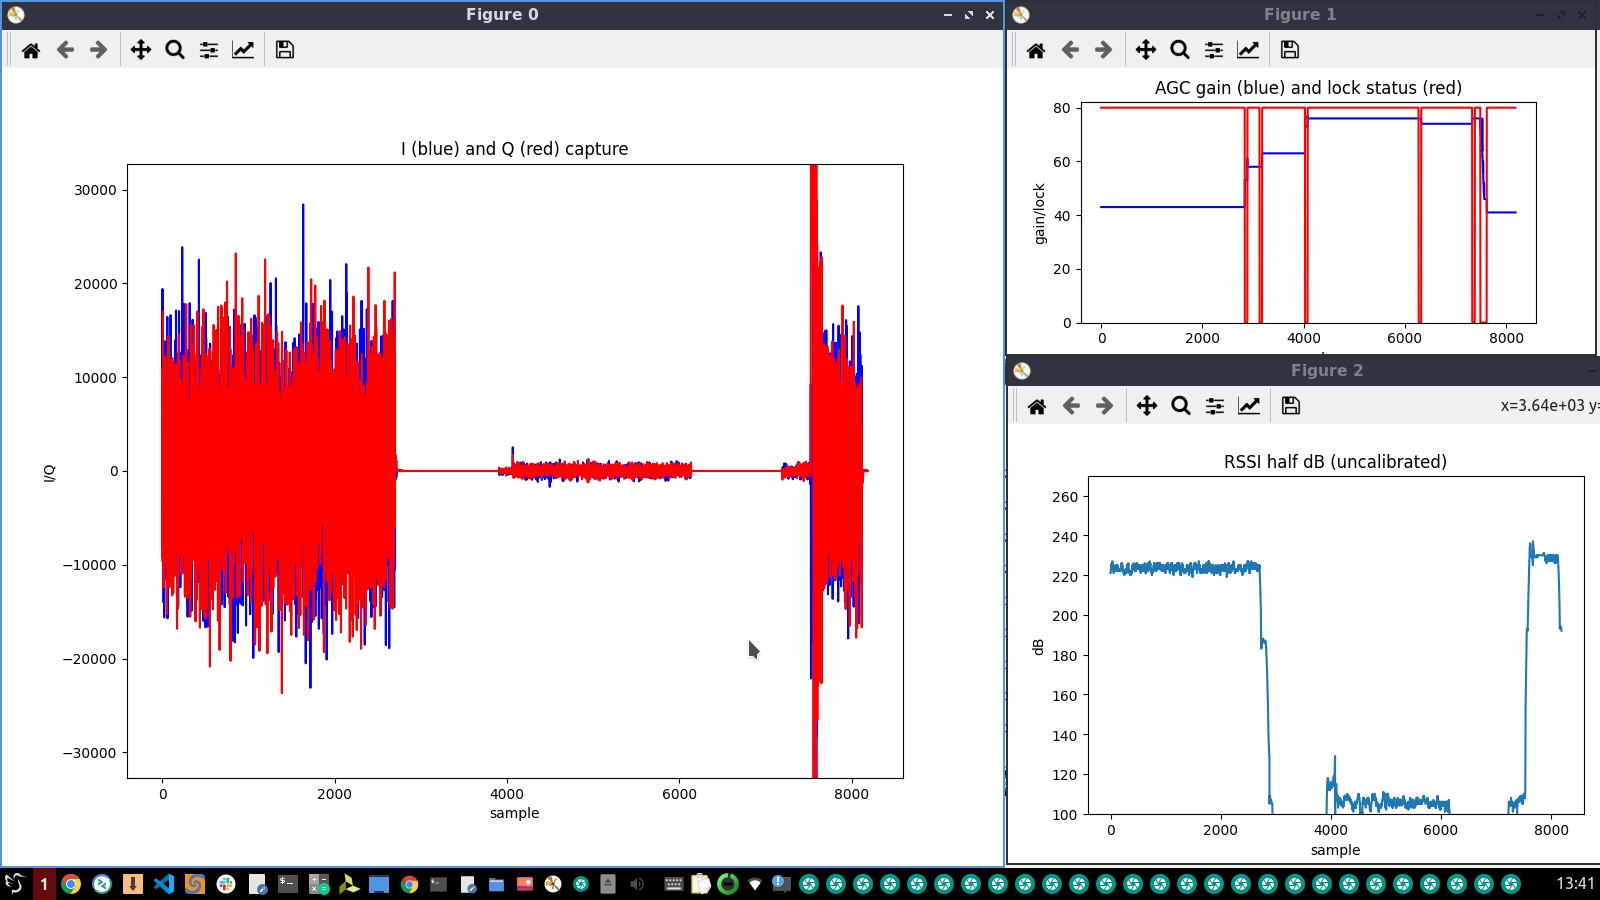 Figure 0
I (blue) and Q (red) capture
30000
20000
10000
0
−10000
−20000
−30000
I/Q
0 2000 4000 6000 8000
sample
Figure 1
AGC gain (blue) and lock status (red)
80
60
40
20
0
gain/lock
0 2000 4000 6000 8000
Figure 2
x=3.64e+03 y=
RSSI half dB (uncalibrated)
260
240
220
200
180
160
140
120
100
dB
0 2000 4000 6000 8000
sample
1
13:41